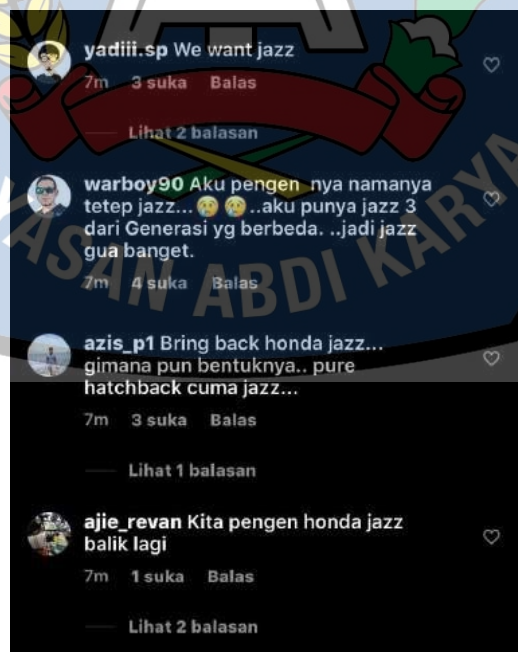 yadiii.sp We want jazz
7m 3 suka Balas
Lihat 2 balasan
warboy90 Aku pengen nya namanya
tetep jazz...😢😢..aku punya jazz 3
dari Generasi yg berbeda. ..jadi jazz
gua banget.
7m 4 suka Balas
azis_p1 Bring back honda jazz...
gimana pun bentuknya.. pure
hatchback cuma jazz...
7m 3 suka Balas
Lihat 1 balasan
ajie_revan Kita pengen honda jazz
balik lagi
7m 1 suka Balas
Lihat 2 balasan
ASAN ABDI KARYA